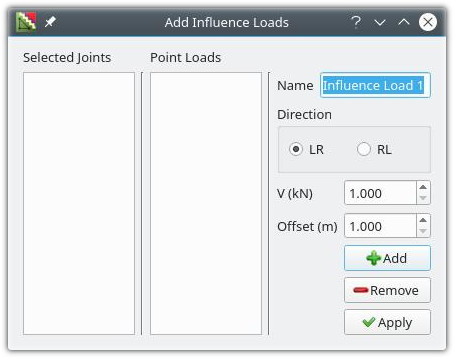 Add Influence Loads
?
Selected Joints
Point Loads
Name Influence Load 1
Direction
LR RL
V (kN) 1.000
Offset (m) 1.000
Add
Remove
Apply